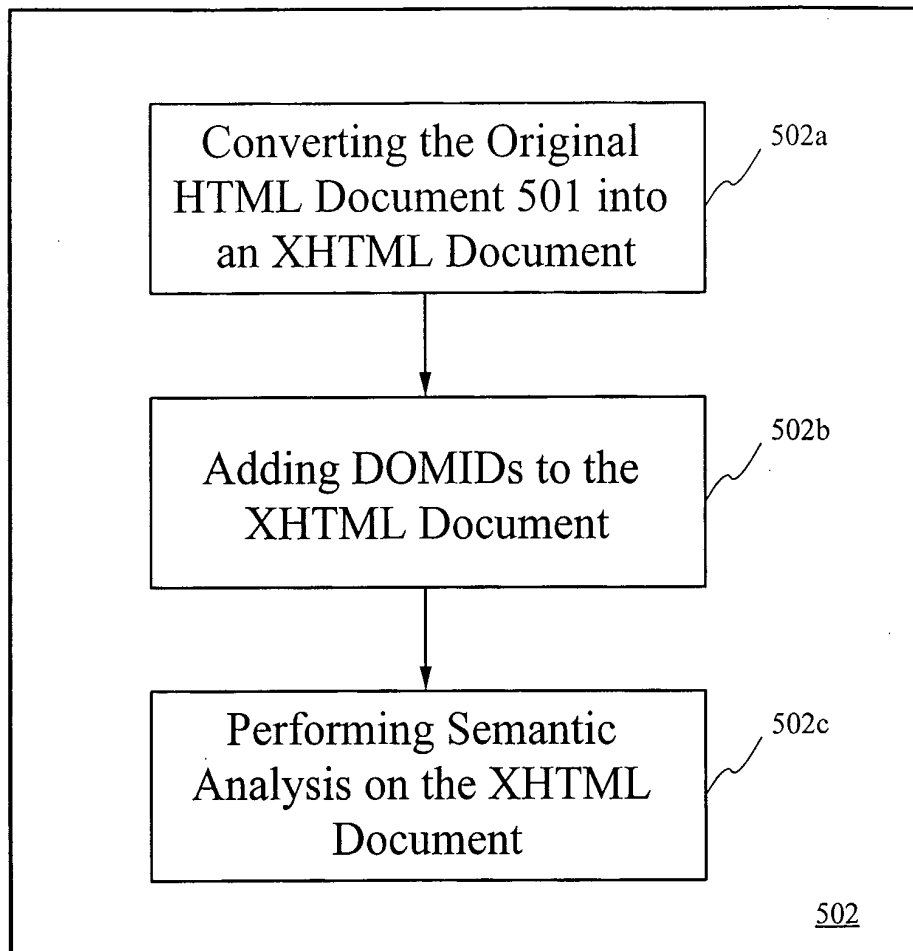 Converting the Original
HTML Document 501 into
an XHTML Document
502a
Adding DOMIDs to the
XHTML Document
502b
Performing Semantic
Analysis on the XHTML
Document
502c
502